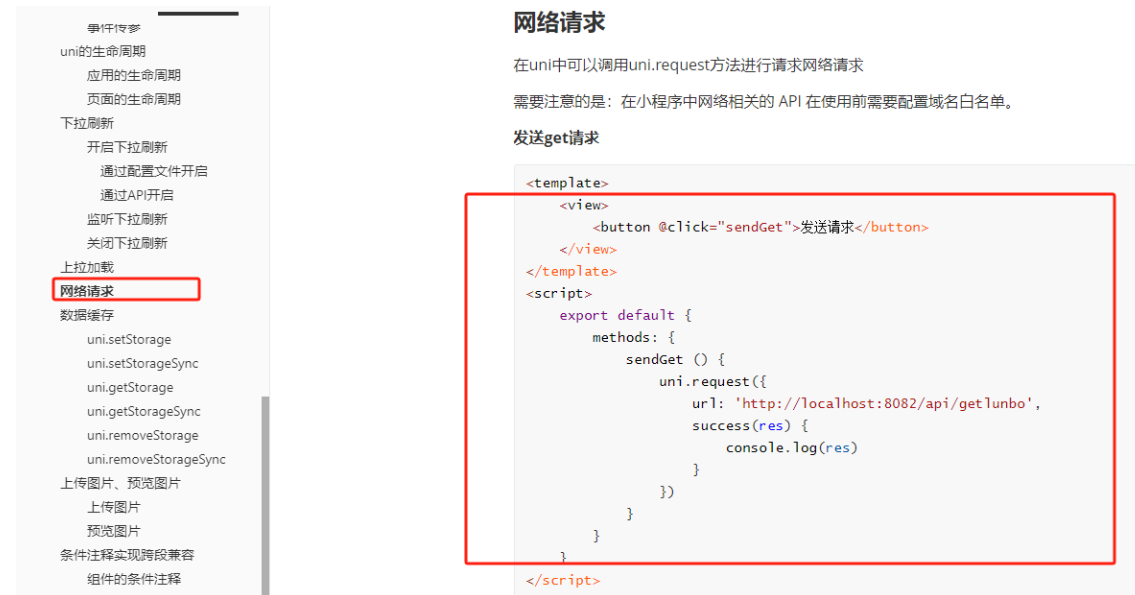 事件传参
uni的生命周期
应用的生命周期
页面的生命周期
下拉刷新
开启下拉刷新
通过配置文件开启
通过API开启
监听下拉刷新
关闭下拉刷新
上拉加载
网络请求
数据缓存
uni.setStorage
uni.setStorageSync
uni.getStorage
uni.getStorageSync
uni.removeStorage
uni.removeStorageSync
上传图片、预览图片
上传图片
预览图片
条件注释实现跨段兼容
组件的条件注释
网络请求
在uni中可以调用uni.request方法进行请求网络请求
需要注意的是：在小程序中网络相关的 API 在使用前需要配置域名白名单。
发送get请求
<template>
<view>
<button @click="sendGet">发送请求</button>
</view>
</template>
<script>
export default {
methods: {
sendGet () {
uni.request({
url: 'http://localhost:8082/api/getlunbo',
success(res) {
console.log(res)
}
})
}
}
}
</script>